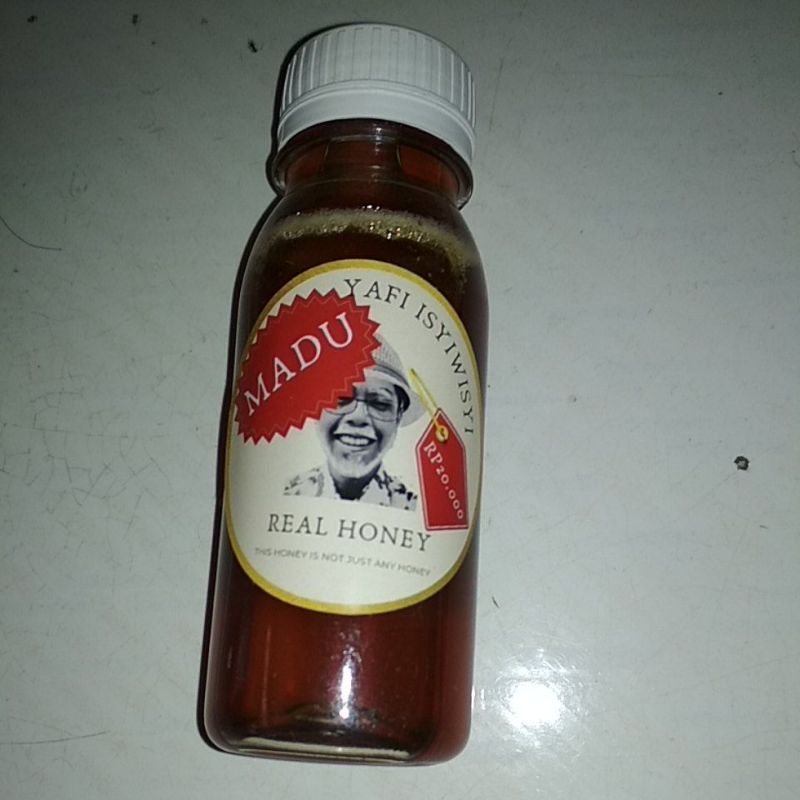 YAFI ISYIWISYI
MADU
RP20.000
REAL HONEY
THIS HONEY IS NOT JUST ANY HONEY